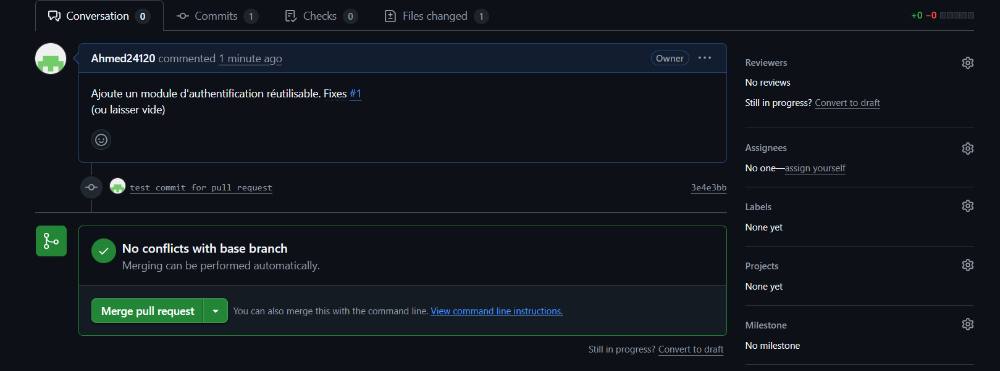 Conversation 0 Commits 1 Checks 0 Files changed 1 +0 −0
Ahmed24120 commented 1 minute ago Owner
Ajoute un module d'authentification réutilisable. Fixes #1
(ou laisser vide)
test commit for pull request 3e4e3bb
No conflicts with base branch
Merging can be performed automatically.
Merge pull request You can also merge this with the command line. View command line instructions.
Still in progress? Convert to draft
Reviewers
No reviews
Still in progress? Convert to draft
Assignees
No one—assign yourself
Labels
None yet
Projects
None yet
Milestone
No milestone